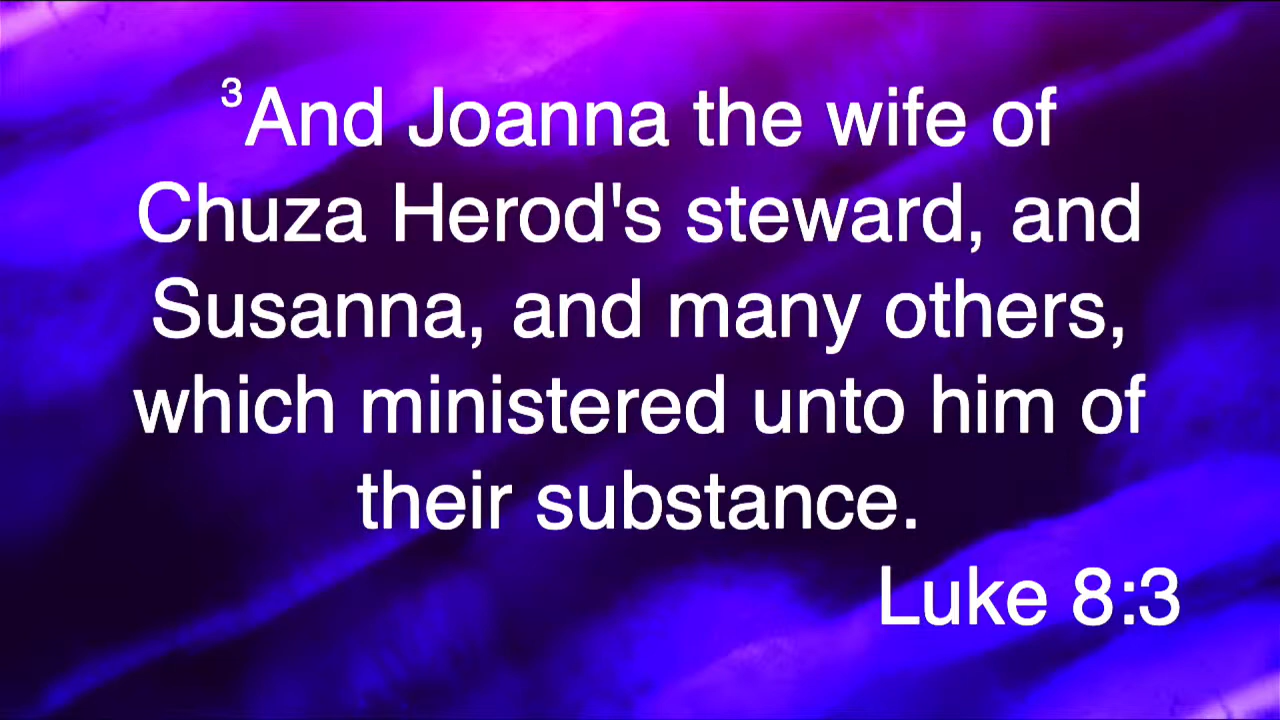 ³And Joanna the wife of
Chuza Herod's steward, and
Susanna, and many others,
which ministered unto him of
their substance.
Luke 8:3